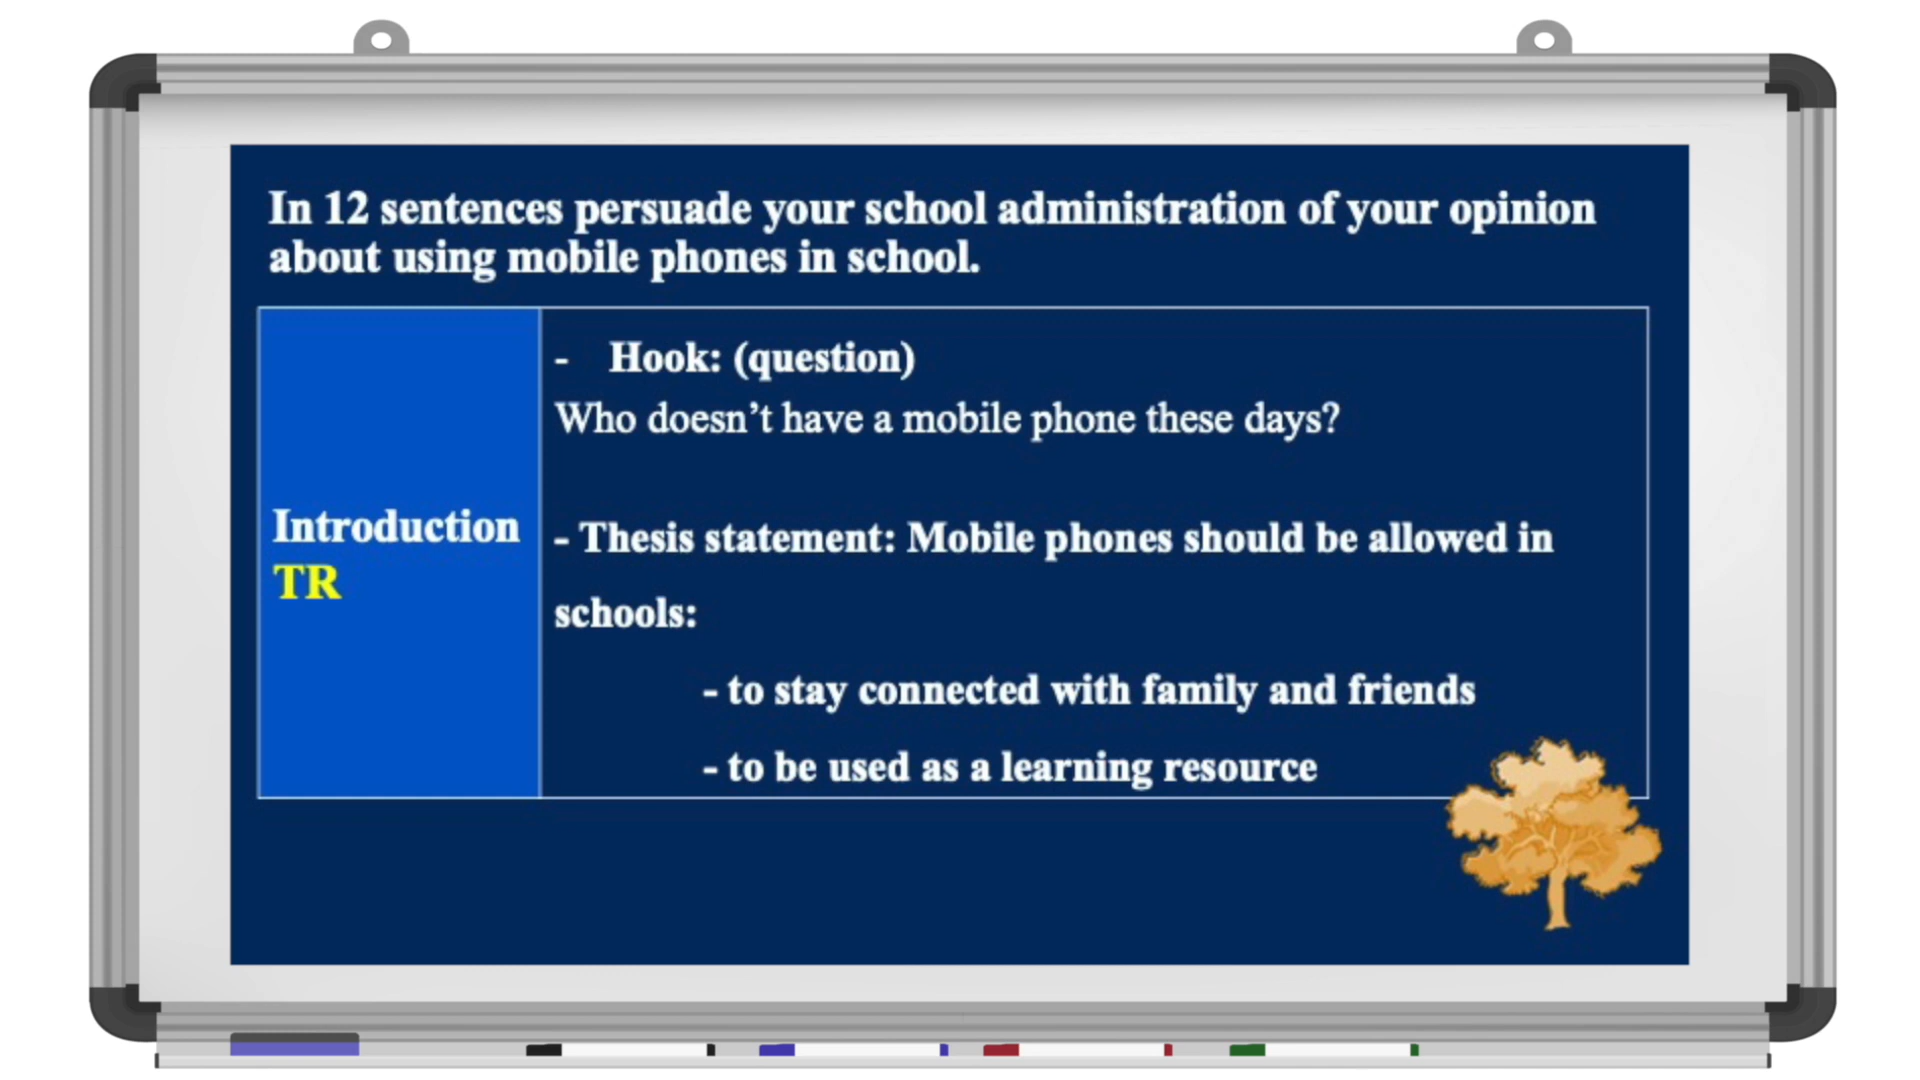 In 12 sentences persuade your school administration of your opinion
about using mobile phones in school.
Introduction
TR
- Hook: (question)
Who doesn’t have a mobile phone these days?
- Thesis statement: Mobile phones should be allowed in
schools:
- to stay connected with family and friends
- to be used as a learning resource